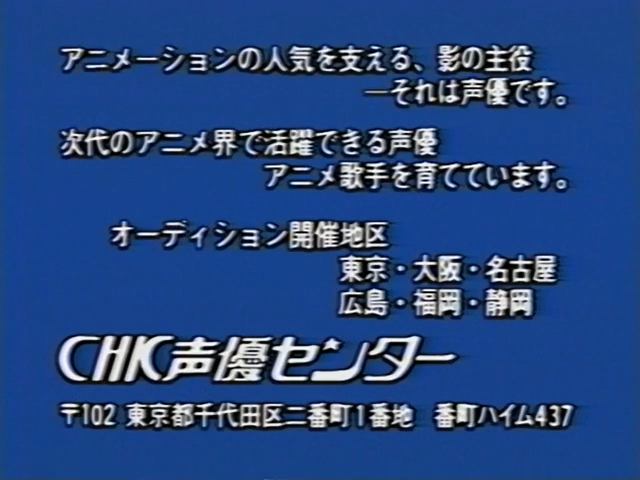 アニメーションの人気を支える、影の主役
―それは声優です。
次代のアニメ界で活躍できる声優
アニメ歌手を育てています。
オーディション開催地区
東京・大阪・名古屋
広島・福岡・静岡
CHK声優センター
〒102 東京都千代田区二番町1番地 番町ハイム437